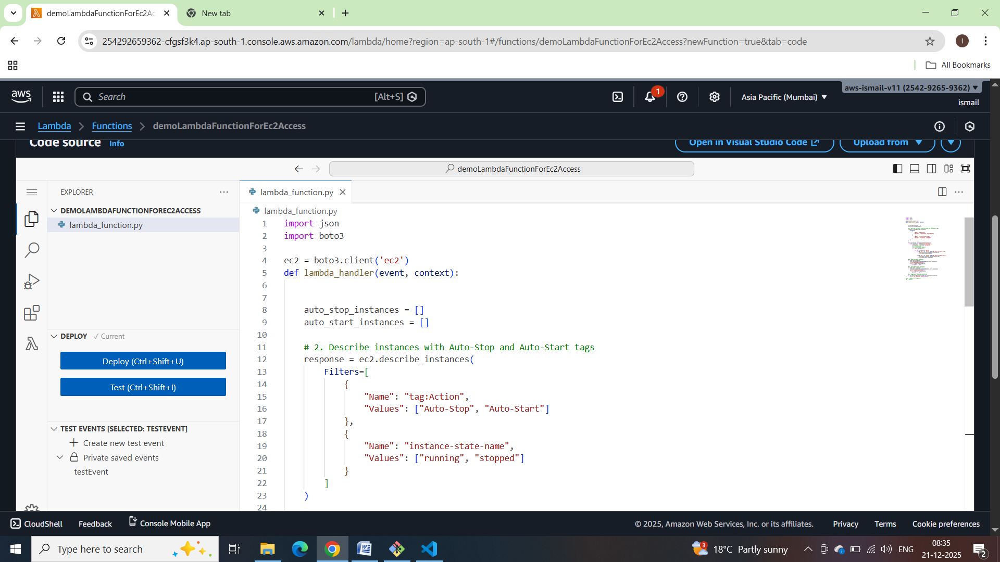 demoLambdaFunctionForEc2Ac
New tab
254292659362-cfgsf3k4.ap-south-1.console.aws.amazon.com/lambda/home?region=ap-south-1#/functions/demoLambdaFunctionForEc2Access?newFunction=true&tab=code
I
All Bookmarks
aws
Search
[Alt+S]
1
Asia Pacific (Mumbai)
aws-ismail-v11 (2542-9265-9362)
ismail
Lambda
Functions
demoLambdaFunctionForEc2Access
Code source
Info
Open in Visual Studio Code
Upload from
demoLambdaFunctionForEc2Access
EXPLORER
DEMOLAMBDAFUNCTIONFOREC2ACCESS
lambda_function.py
DEPLOY
Current
Deploy (Ctrl+Shift+U)
Test (Ctrl+Shift+I)
TEST EVENTS [SELECTED: TESTEVENT]
Create new test event
Private saved events
testEvent
lambda_function.py
lambda_function.py
1 import json
2 import boto3
3
4 ec2 = boto3.client('ec2')
5 def lambda_handler(event, context):
6
7
8 auto_stop_instances = []
9 auto_start_instances = []
10
11 # 2. Describe instances with Auto-Stop and Auto-Start tags
12 response = ec2.describe_instances(
13 Filters=[
14 {
15 "Name": "tag:Action",
16 "Values": ["Auto-Stop", "Auto-Start"]
17 },
18 {
19 "Name": "instance-state-name",
20 "Values": ["running", "stopped"]
21 }
22 ]
23 )
24
CloudShell
Feedback
Console Mobile App
© 2025, Amazon Web Services, Inc. or its affiliates.
Privacy
Terms
Cookie preferences
Type here to search
3
18°C Partly sunny
ENG
08:35
21-12-2025
2